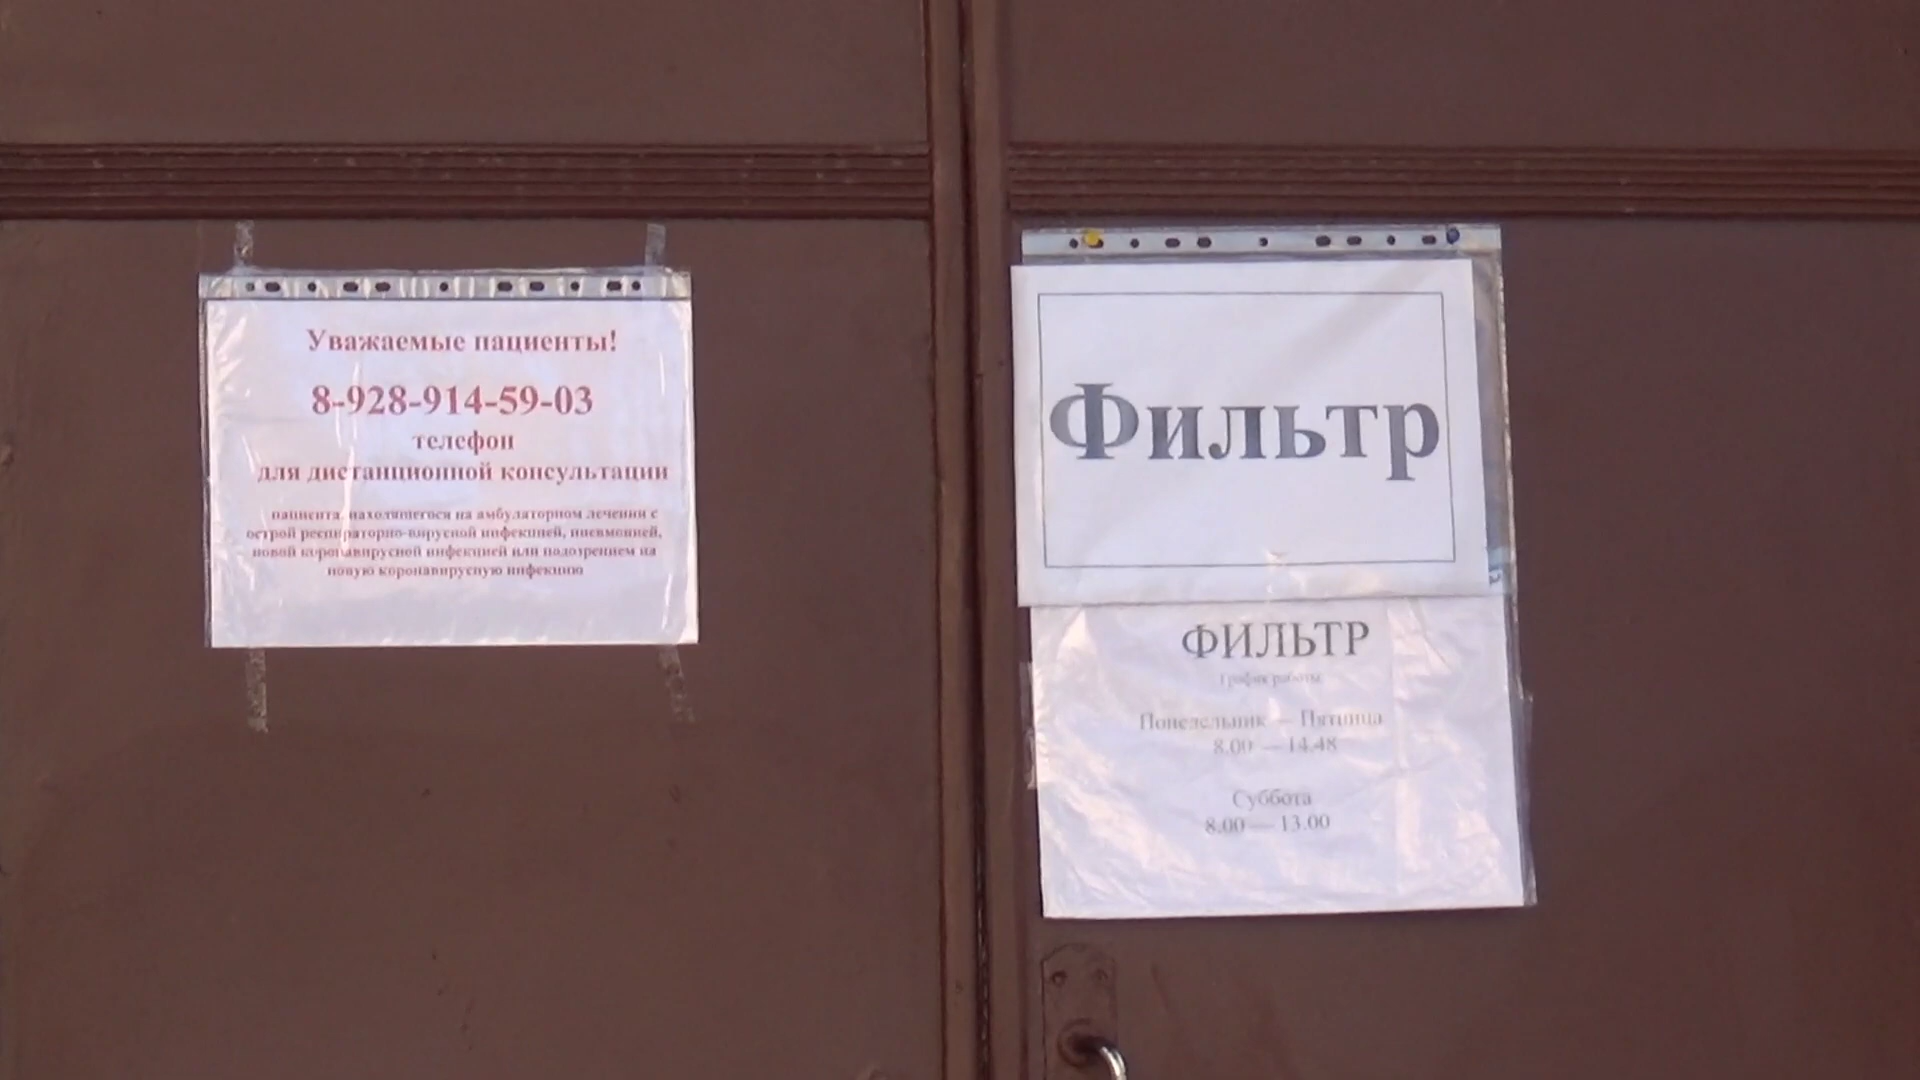 Уважаемые пациенты!
8-928-914-59-03
телефон
для дистанционной консультации
пациента, находящегося на амбулаторном лечении с
острой респираторно-вирусной инфекцией, пневмонией,
новой коронавирусной инфекцией или подозрением на
новую коронавирусную инфекцию
Фильтр
ФИЛЬТР
График работы
Понедельник — Пятница
8.00 — 14.48
Суббота
8.00 — 13.00